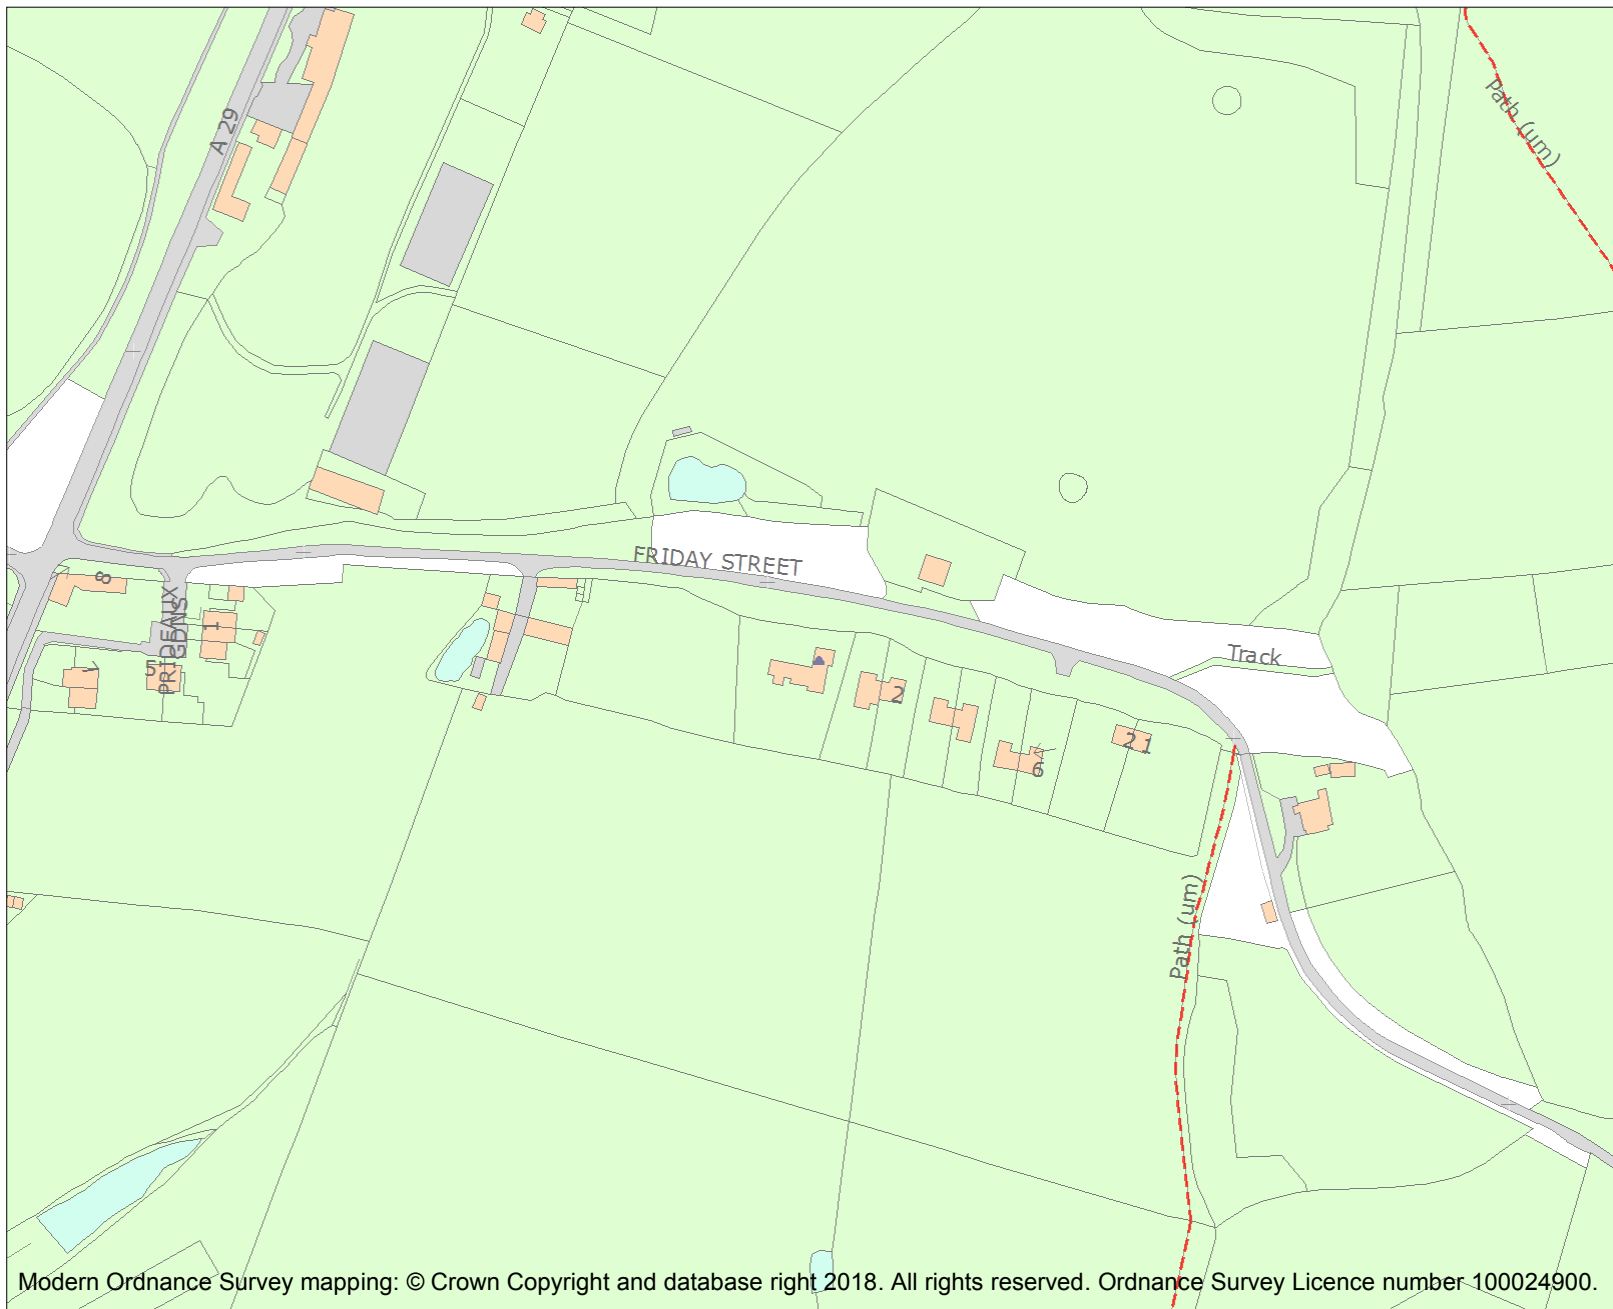 Path (um)
A 29
FRIDAY STREET
8
PRIDEAUX
GDNS
1
5
7
Track
2
6
21
Path (um)
Modern Ordnance Survey mapping: © Crown Copyright and database right 2018. All rights reserved. Ordnance Survey Licence number 100024900.